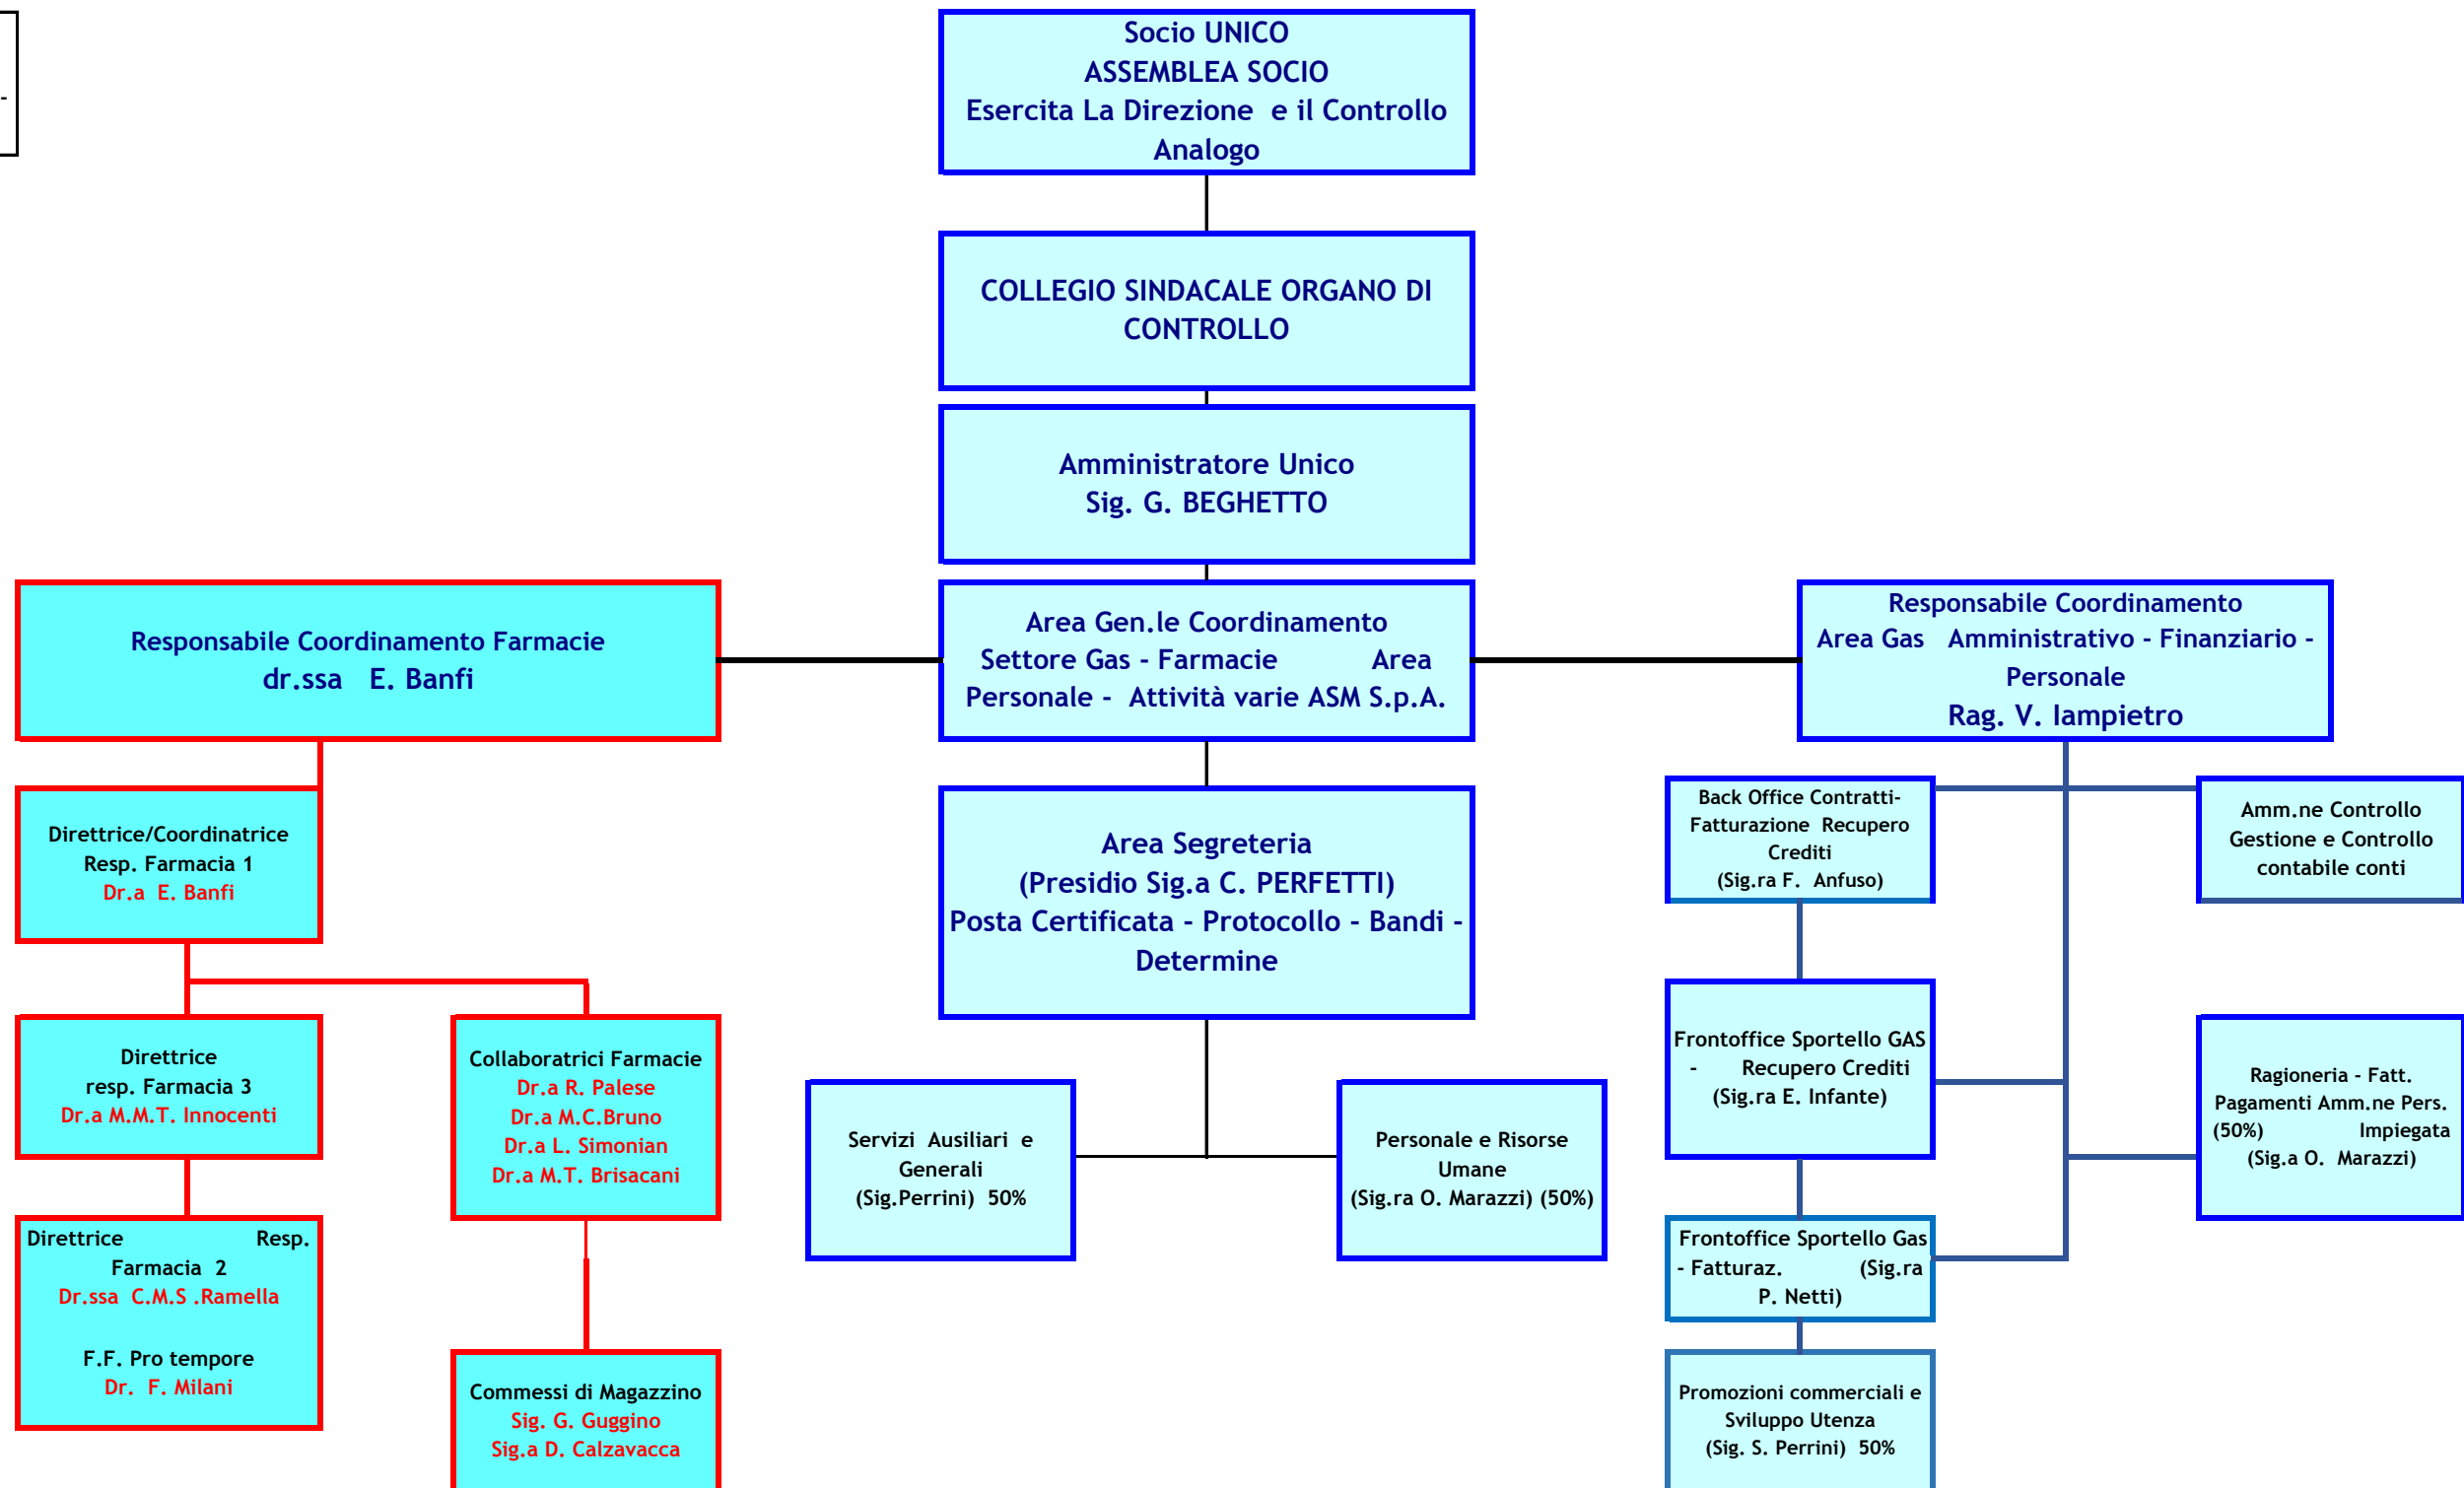 -
Socio UNICO
ASSEMBLEA SOCIO
Esercita La Direzione e il Controllo
Analogo
COLLEGIO SINDACALE ORGANO DI
CONTROLLO
Amministratore Unico
Sig. G. BEGHETTO
Responsabile Coordinamento Farmacie
dr.ssa E. Banfi
Area Gen.le Coordinamento
Settore Gas - Farmacie Area
Personale - Attività varie ASM S.p.A.
Responsabile Coordinamento
Area Gas Amministrativo - Finanziario -
Personale
Rag. V. Iampietro
Direttrice/Coordinatrice
Resp. Farmacia 1
Dr.a E. Banfi
Area Segreteria
(Presidio Sig.a C. PERFETTI)
Posta Certificata - Protocollo - Bandi -
Determine
Back Office Contratti-
Fatturazione Recupero
Crediti
(Sig.ra F. Anfuso)
Amm.ne Controllo
Gestione e Controllo
contabile conti
Direttrice
resp. Farmacia 3
Dr.a M.M.T. Innocenti
Collaboratrici Farmacie
Dr.a R. Palese
Dr.a M.C.Bruno
Dr.a L. Simonian
Dr.a M.T. Brisacani
Servizi Ausiliari e
Generali
(Sig.Perrini) 50%
Personale e Risorse
Umane
(Sig.ra O. Marazzi) (50%)
Frontoffice Sportello GAS
- Recupero Crediti
(Sig.ra E. Infante)
Ragioneria - Fatt.
Pagamenti Amm.ne Pers.
(50%) Impiegata
(Sig.a O. Marazzi)
Direttrice Resp.
Farmacia 2
Dr.ssa C.M.S .Ramella
F.F. Pro tempore
Dr. F. Milani
Commessi di Magazzino
Sig. G. Guggino
Sig.a D. Calzavacca
Frontoffice Sportello Gas
- Fatturaz. (Sig.ra
P. Netti)
Promozioni commerciali e
Sviluppo Utenza
(Sig. S. Perrini) 50%